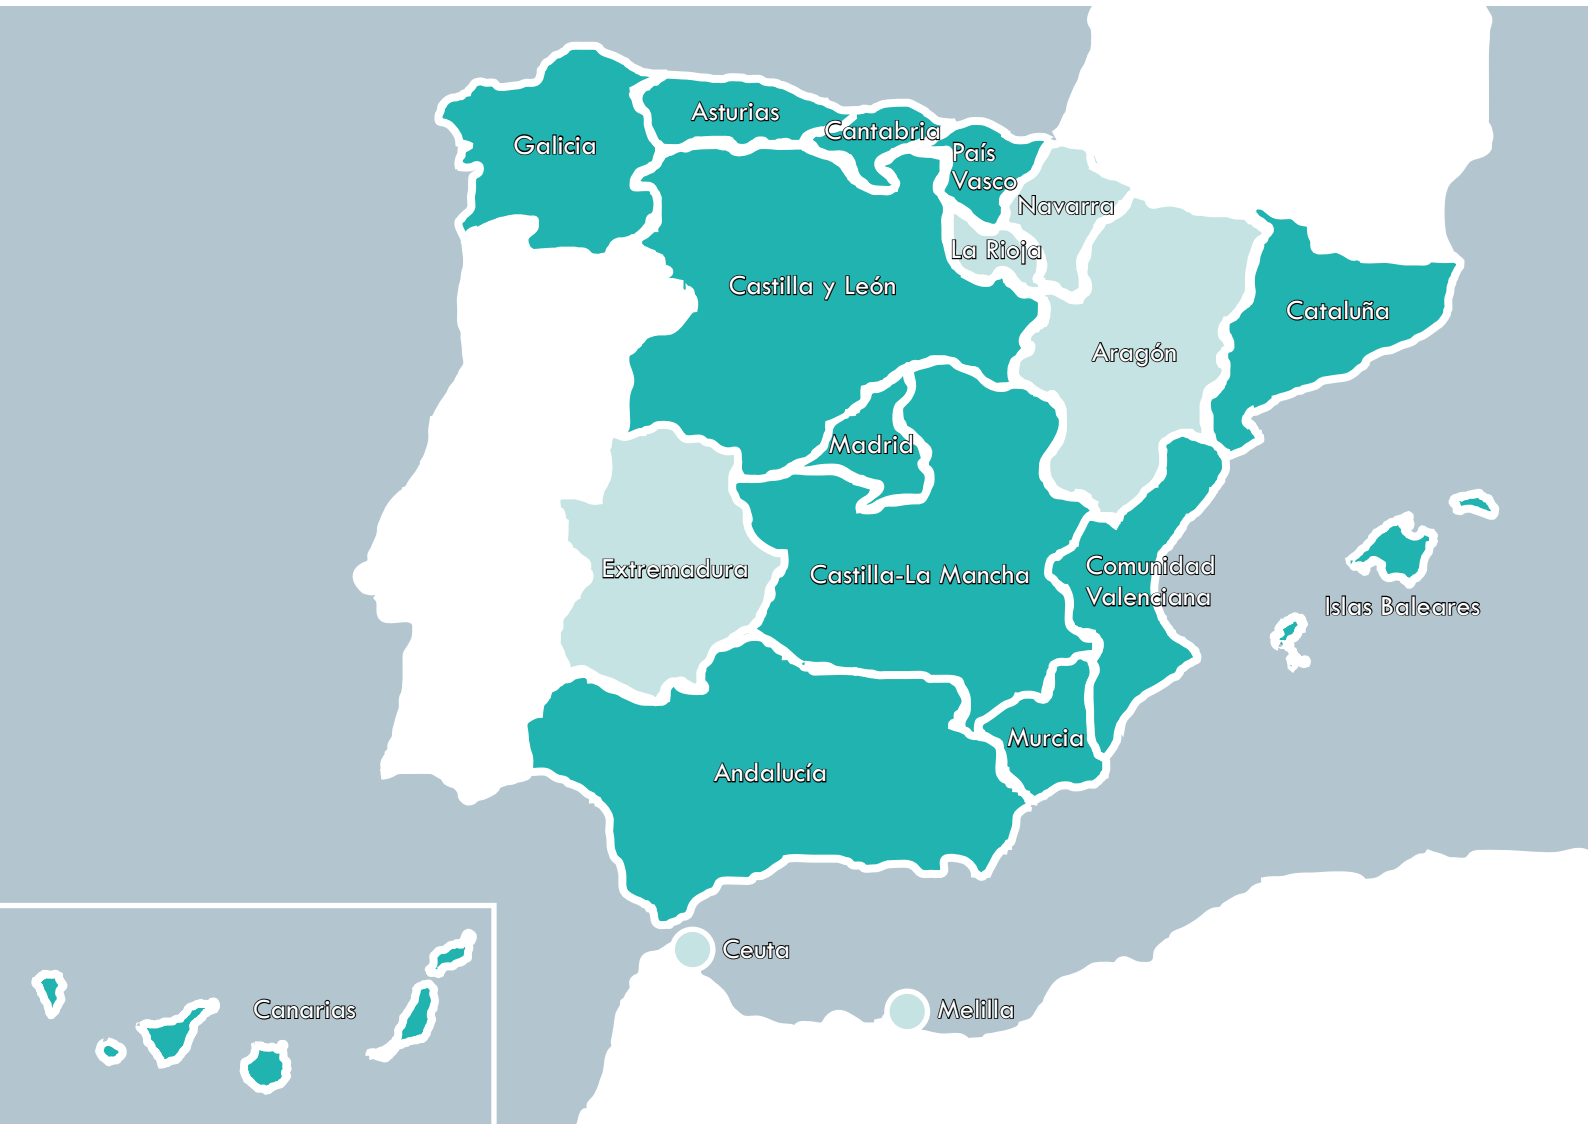 Asturias
Cantabria
Galicia
País
Vasco
Navarra
La Rioja
Castilla y León
Cataluña
Aragón
Madrid
Extremadura
Castilla-La Mancha
Comunidad
Valenciana
Islas Baleares
Murcia
Andalucía
Ceuta
Canarias
Melilla